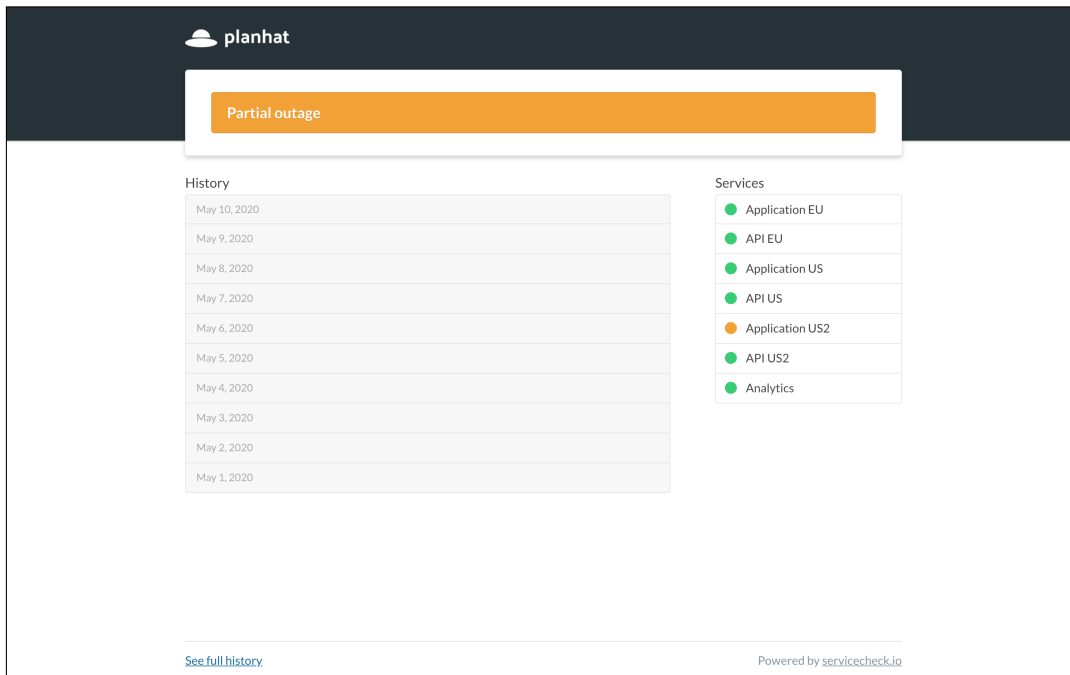 planhat
Partial outage
History
May 10, 2020
May 9, 2020
May 8, 2020
May 7, 2020
May 6, 2020
May 5, 2020
May 4, 2020
May 3, 2020
May 2, 2020
May 1, 2020
Services
Application EU
API EU
Application US
API US
Application US2
API US2
Analytics
See full history
Powered by servicecheck.io